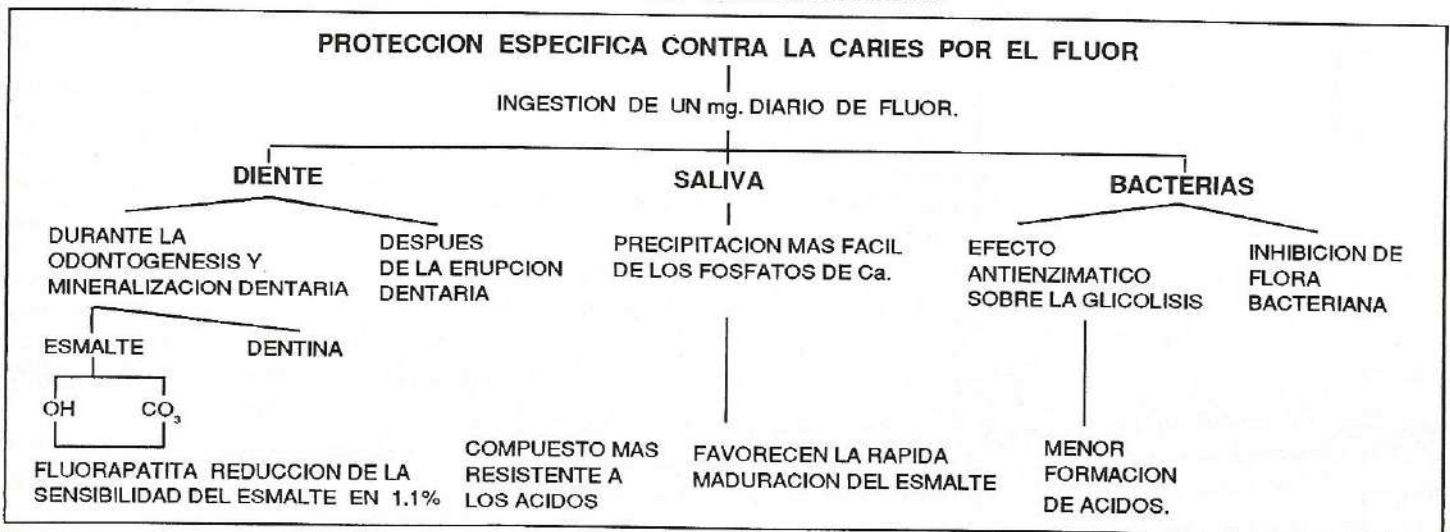 PROTECCION ESPECIFICA CONTRA LA CARIES POR EL FLUOR
INGESTION DE UN mg. DIARIO DE FLUOR.
DIENTE
SALIVA
BACTERIAS
DURANTE LA
ODONTOGENESIS Y
MINERALIZACION DENTARIA
DESPUES
DE LA ERUPCION
DENTARIA
PRECIPITACION MAS FACIL
DE LOS FOSFATOS DE Ca.
EFECTO
ANTIENZIMATICO
SOBRE LA GLICOLISIS
INHIBICION DE
FLORA
BACTERIANA
ESMALTE
DENTINA
OH
CO₃
FLUORAPATITA REDUCCION DE LA
SENSIBILIDAD DEL ESMALTE EN 1.1%
COMPUESTO MAS
RESISTENTE A
LOS ACIDOS
FAVORECEN LA RAPIDA
MADURACION DEL ESMALTE
MENOR
FORMACION
DE ACIDOS.